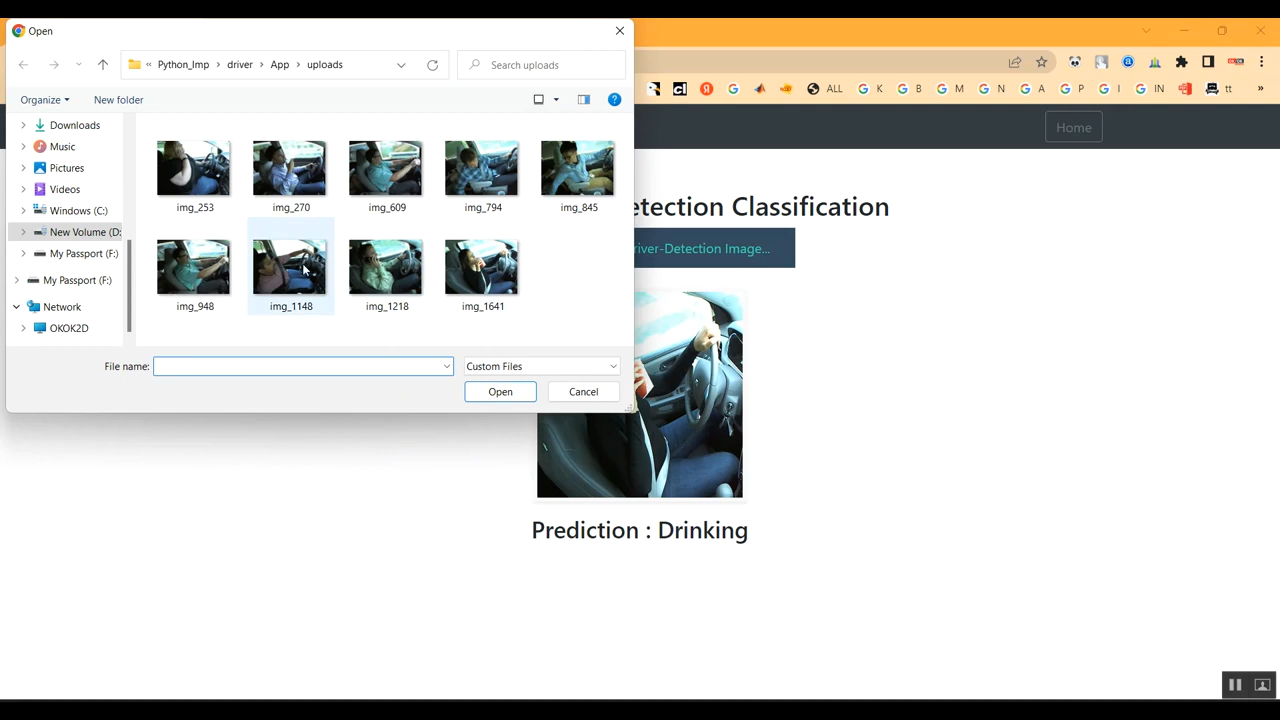 Open
Python_Imp > driver > App > uploads
Search uploads
Organize
New folder
Downloads
Music
Pictures
Videos
Windows (C:)
New Volume (D:
My Passport (F:)
My Passport (F:)
Network
OKOK2D
img_253
img_270
img_609
img_794
img_845
img_948
img_1148
img_1218
img_1641
File name:
Custom Files
Open
Cancel
ALL
K
B
M
N
A
P
I
IN
tt
Home
etection Classification
river-Detection Image...
Prediction : Drinking